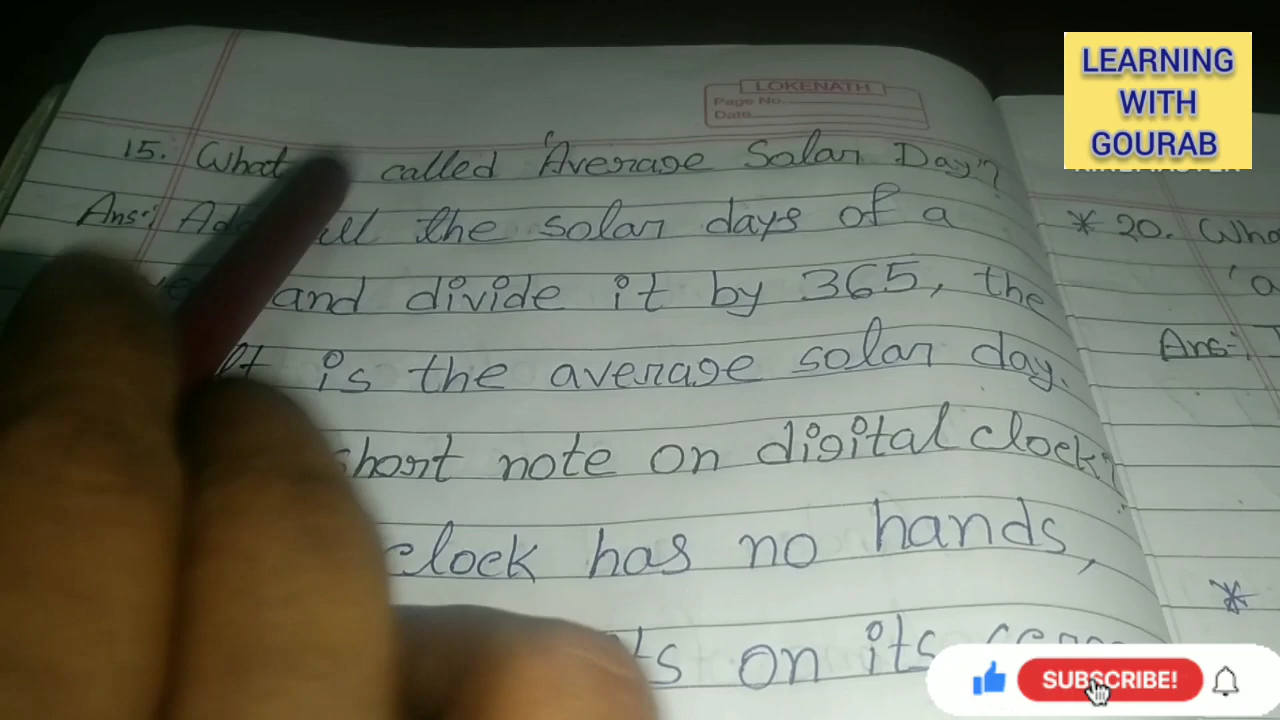 LEARNING
WITH
GOURAB
LOKENATH
Page No.
Date
15. What called 'Average Solar Day'?
Ans:- all the solar days of a
and divide it by 365, the
is the average solar day.
short note on digital clock?
clock has no hands,
on its
* 20.
Ans:-
*
SUBSCRIBE!